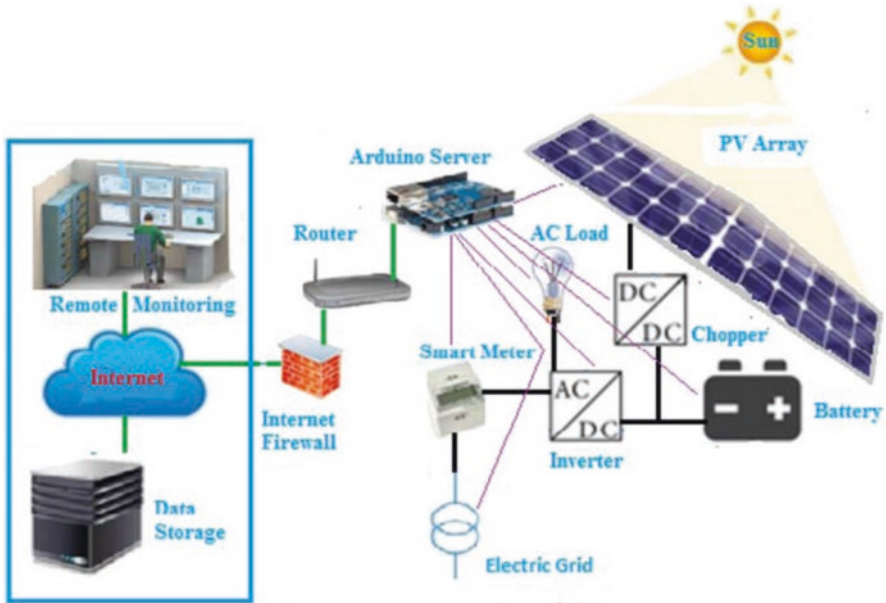 Sun
PV Array
Arduino Server
Router
AC Load
DC
DC
Chopper
Remote Monitoring
Internet
Smart Meter
AC
DC
Inverter
Battery
Internet
Firewall
Data
Storage
Electric Grid